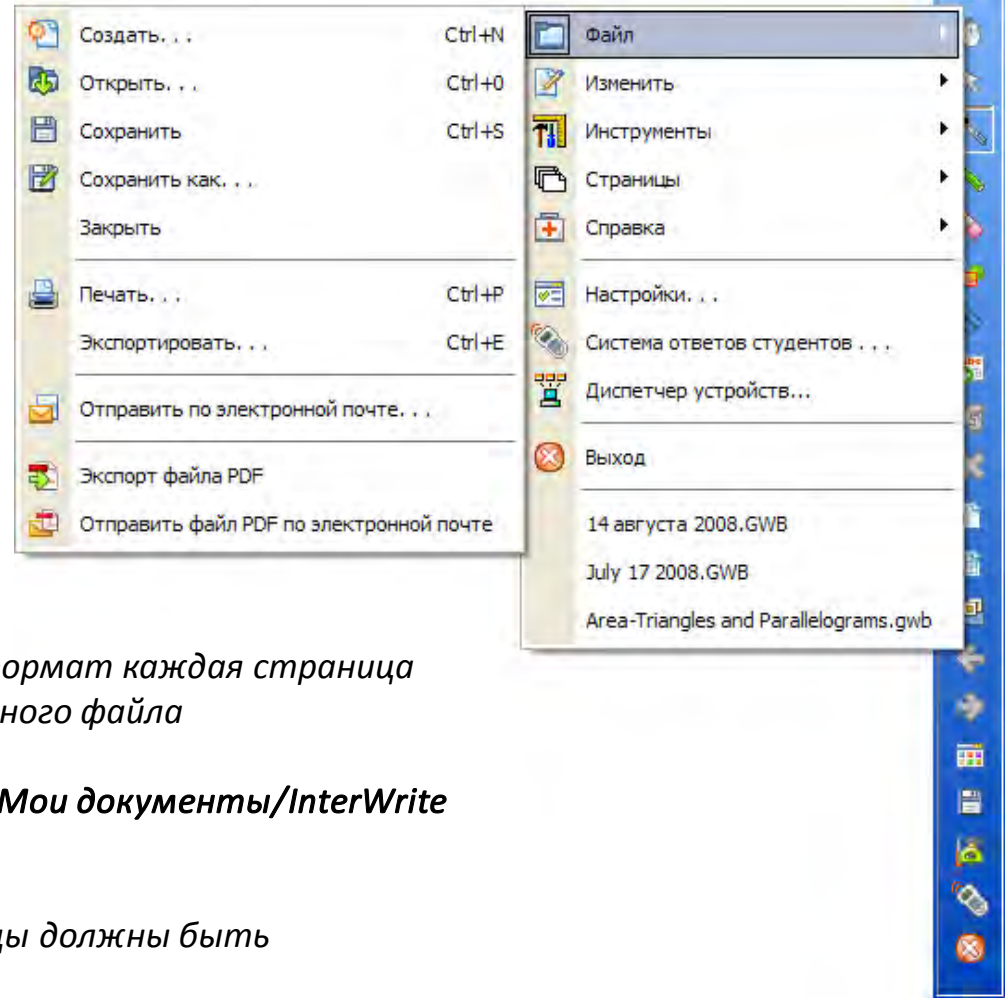 Создать. . . Ctrl+N
Открыть. . . Ctrl+0
Сохранить Ctrl+S
Сохранить как. . .
Закрыть
Печать. . . Ctrl+P
Экспортировать. . . Ctrl+E
Отправить по электронной почте. . .
Экспорт файла PDF
Отправить файл PDF по электронной почте
Файл
Изменить
Инструменты
Страницы
Справка
Настройки. . .
Система ответов студентов . . .
Диспетчер устройств...
Выход
14 августа 2008.GWB
July 17 2008.GWB
Area-Triangles and Parallelograms.gwb
ормат каждая страница
ного файла
Мои документы/InterWrite
цы должны быть